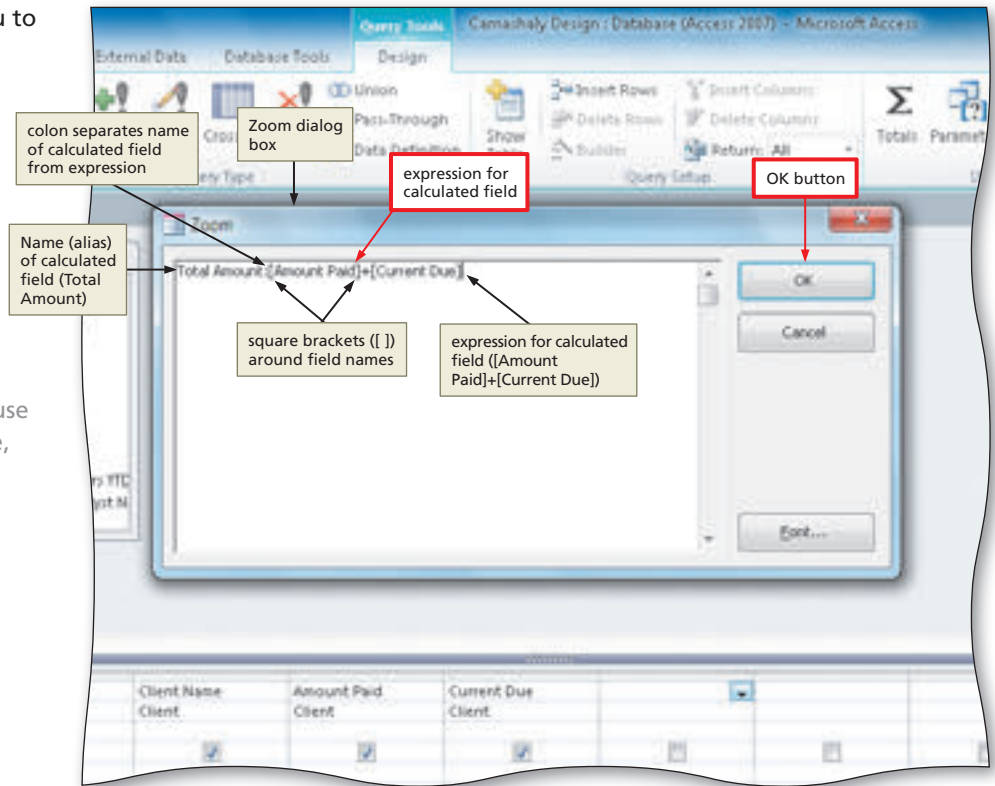 u to
Query Tools
Camashaly Design : Database (Access 2007) - Microsoft Access
External Data
Database Tools
Design
Union
Pass-Through
Data Definition
Show
Insert Rows
Delete Rows
Builder
Insert Columns
Delete Columns
Return: All
Totals
Query Setup
colon separates name
of calculated field
from expression
Zoom dialog
box
expression for
calculated field
OK button
Name (alias)
of calculated
field (Total
Amount)
Zoom
Total Amount:[Amount Paid]+[Current Due]
OK
Cancel
square brackets ([ ])
around field names
expression for calculated
field ([Amount
Paid]+[Current Due])
use
YTD
Font...
Client Name
Amount Paid
Current Due
Client
Client
Client